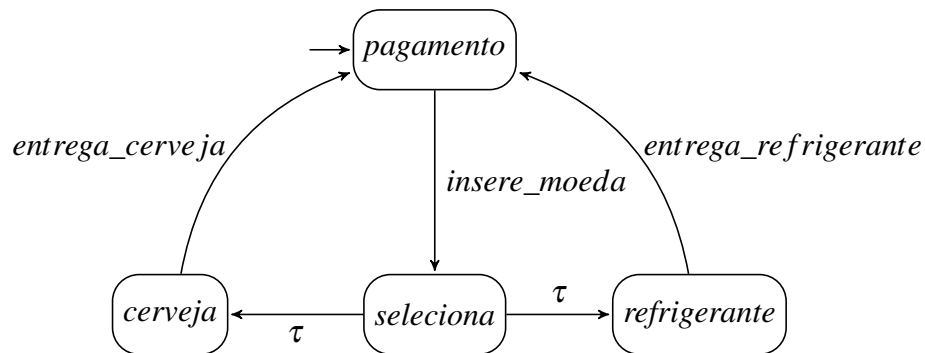 pagamento
entrega_cerveja
entrega_refrigerante
insere_moeda
cerveja
τ
seleciona
τ
refrigerante